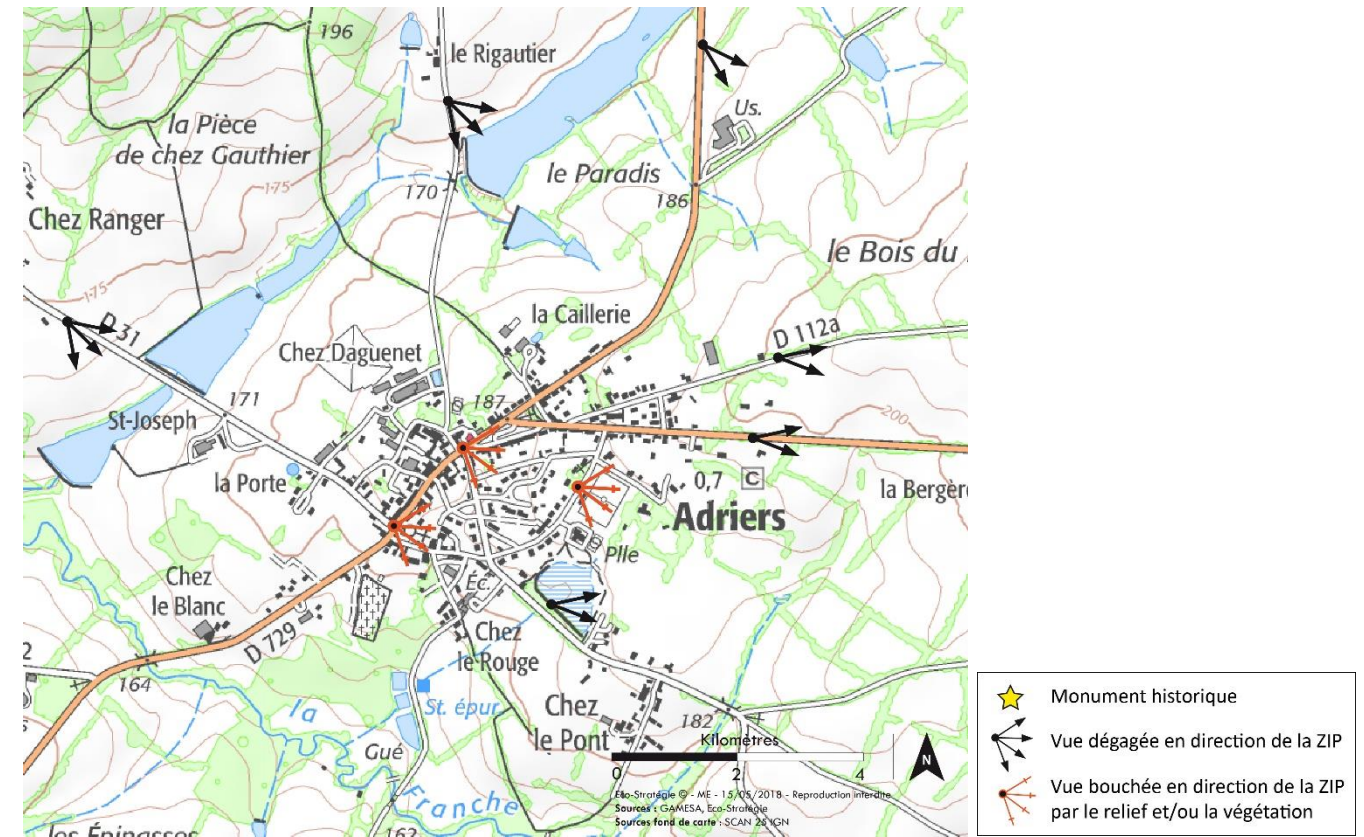 196
le Rigautier
Us.
la Pièce
de chez Gauthier
le Paradis
175
170
186
Chez Ranger
le Bois du
175
D 31
la Caillerie
D 112a
Chez Daguenet
187
171
200
St-Joseph
la Porte
0,7 C
la Bergère
Adriers
Plle
Chez
le Blanc
Éc.
D 729
Chez
le Rouge
2
164
St. épur.
la
Chez
le Pont
182
Gué
Kilomètres
0 2 4
N
Franche
Eco-Stratégie © - ME - 15/05/2018 - Reproduction interdite
Sources : GAMESA, Eco-Stratégie
Sources fond de carte : SCAN 25 IGN
les Épinasses
162
Monument historique
Vue dégagée en direction de la ZIP
Vue bouchée en direction de la ZIP
par le relief et/ou la végétation